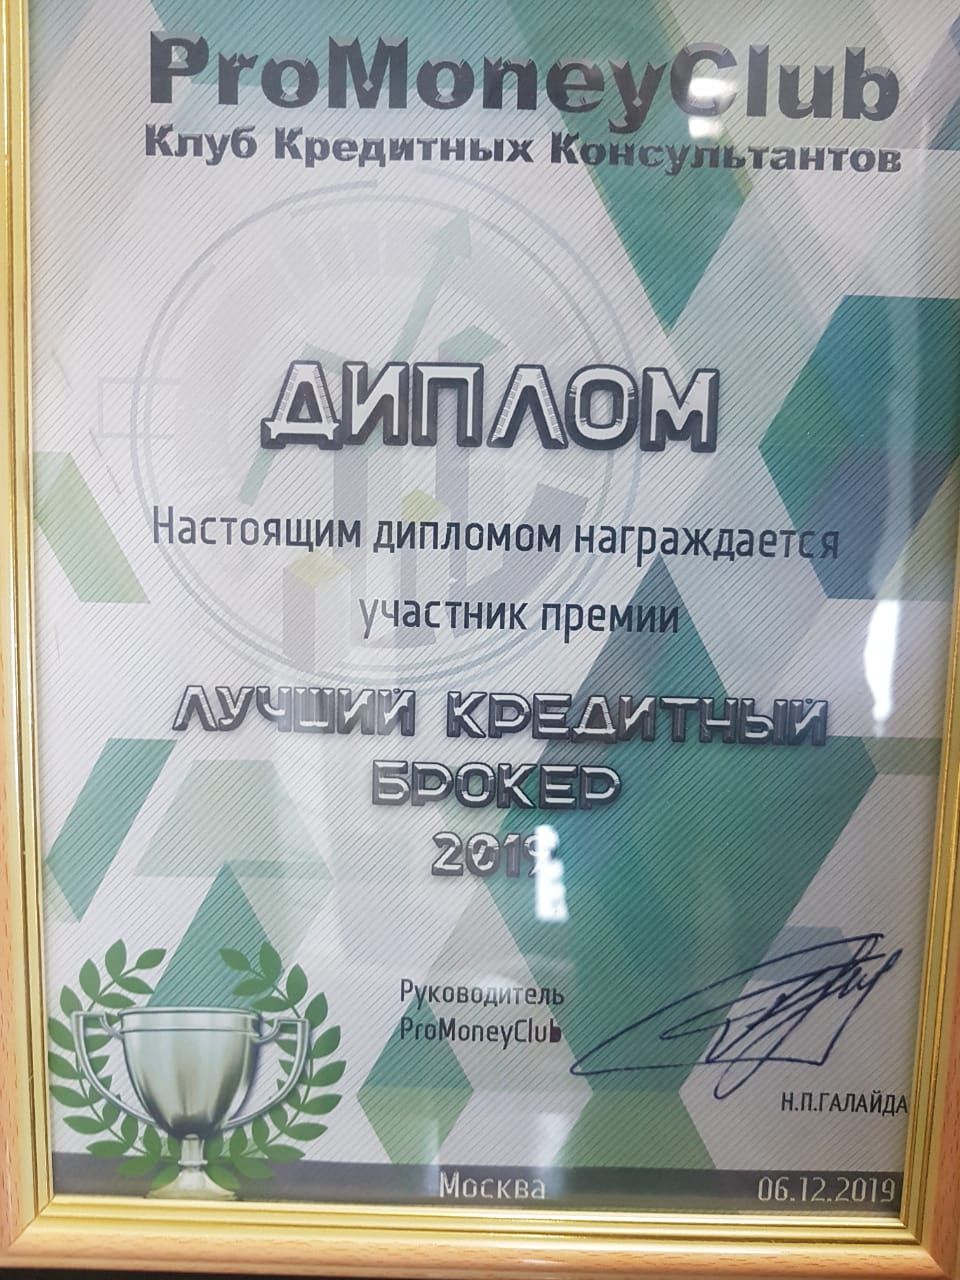 ProMoneyClub
Клуб Кредитных Консультантов
ДИПЛОМ
Настоящим дипломом награждается
участник премии
ЛУЧШИЙ КРЕДИТНЫЙ
БРОКЕР
2019
Руководитель
ProMoneyClub
Н.П.ГАЛАЙДА
Москва
06.12.2019